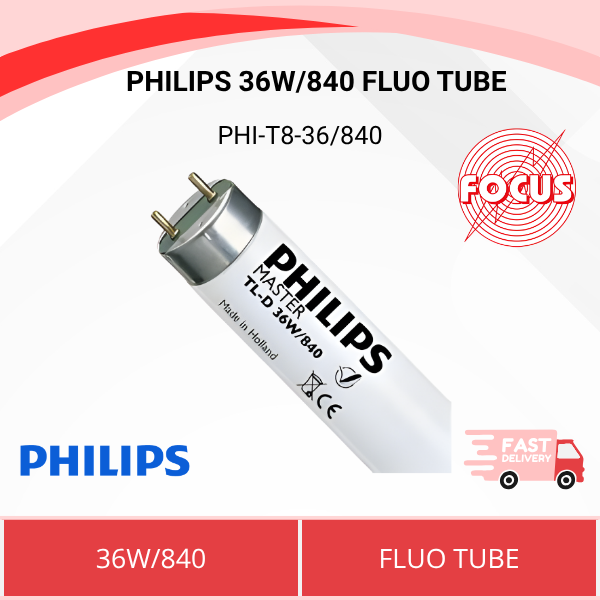 PHILIPS 36W/840 FLUO TUBE
PHI-T8-36/840
FOCUS
PHILIPS
MASTER
TL-D 36W/840
Made in Holland
CE
PHILIPS
FAST
DELIVERY
36W/840
FLUO TUBE